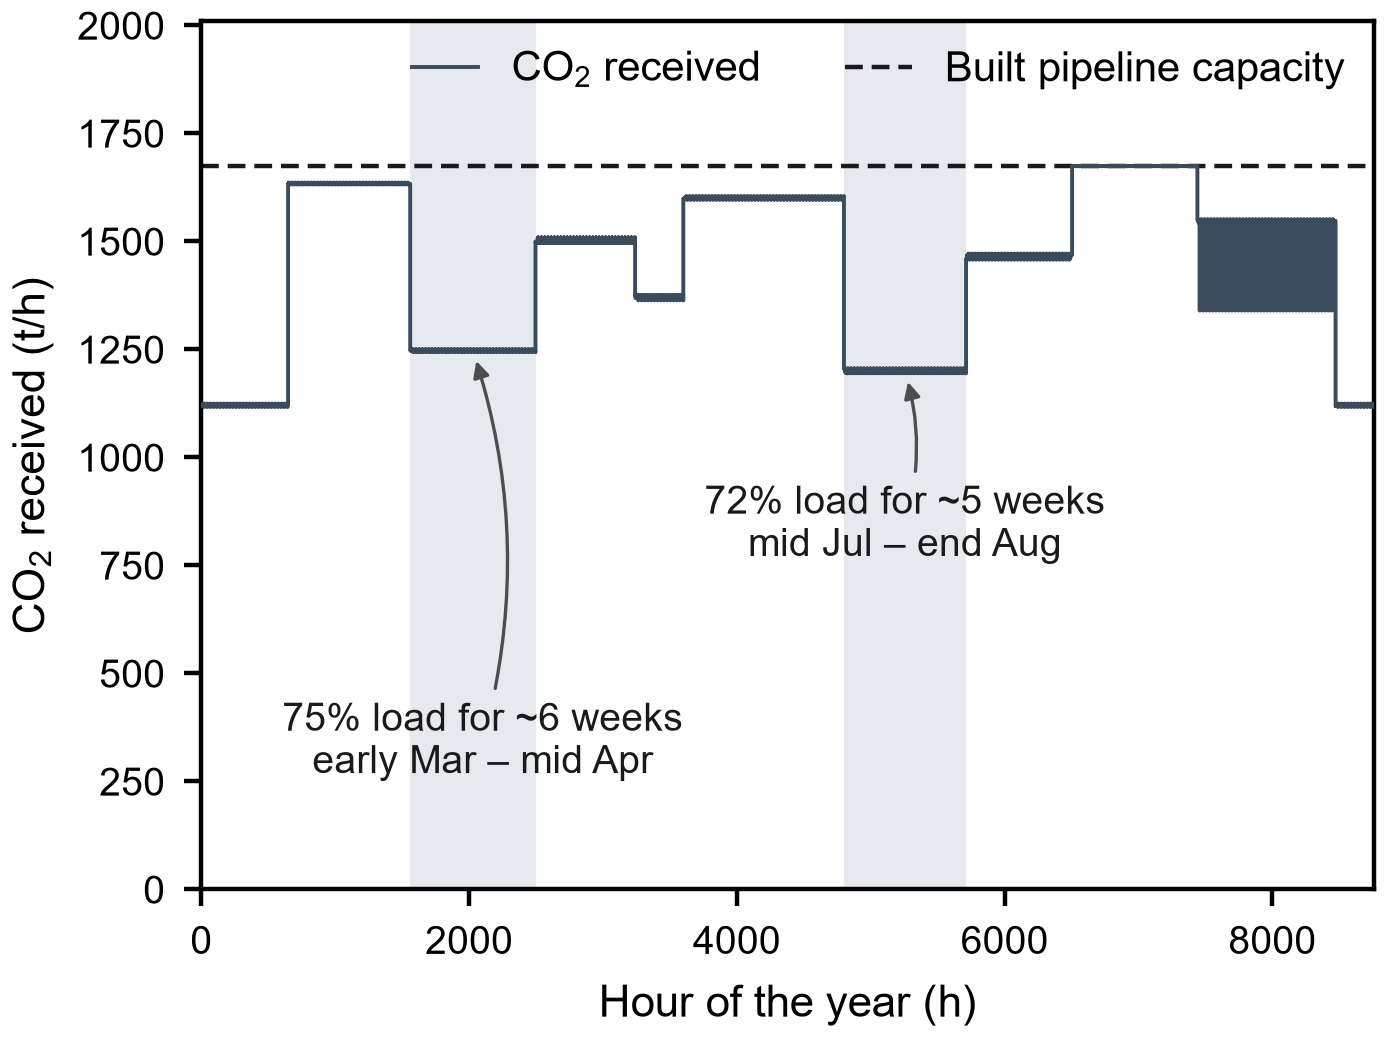 2000
CO₂ received
Built pipeline capacity
1750
1500
1250
1000
750
500
250
0
CO₂ received (t/h)
72% load for ~5 weeks
mid Jul – end Aug
75% load for ~6 weeks
early Mar – mid Apr
0 2000 4000 6000 8000
Hour of the year (h)